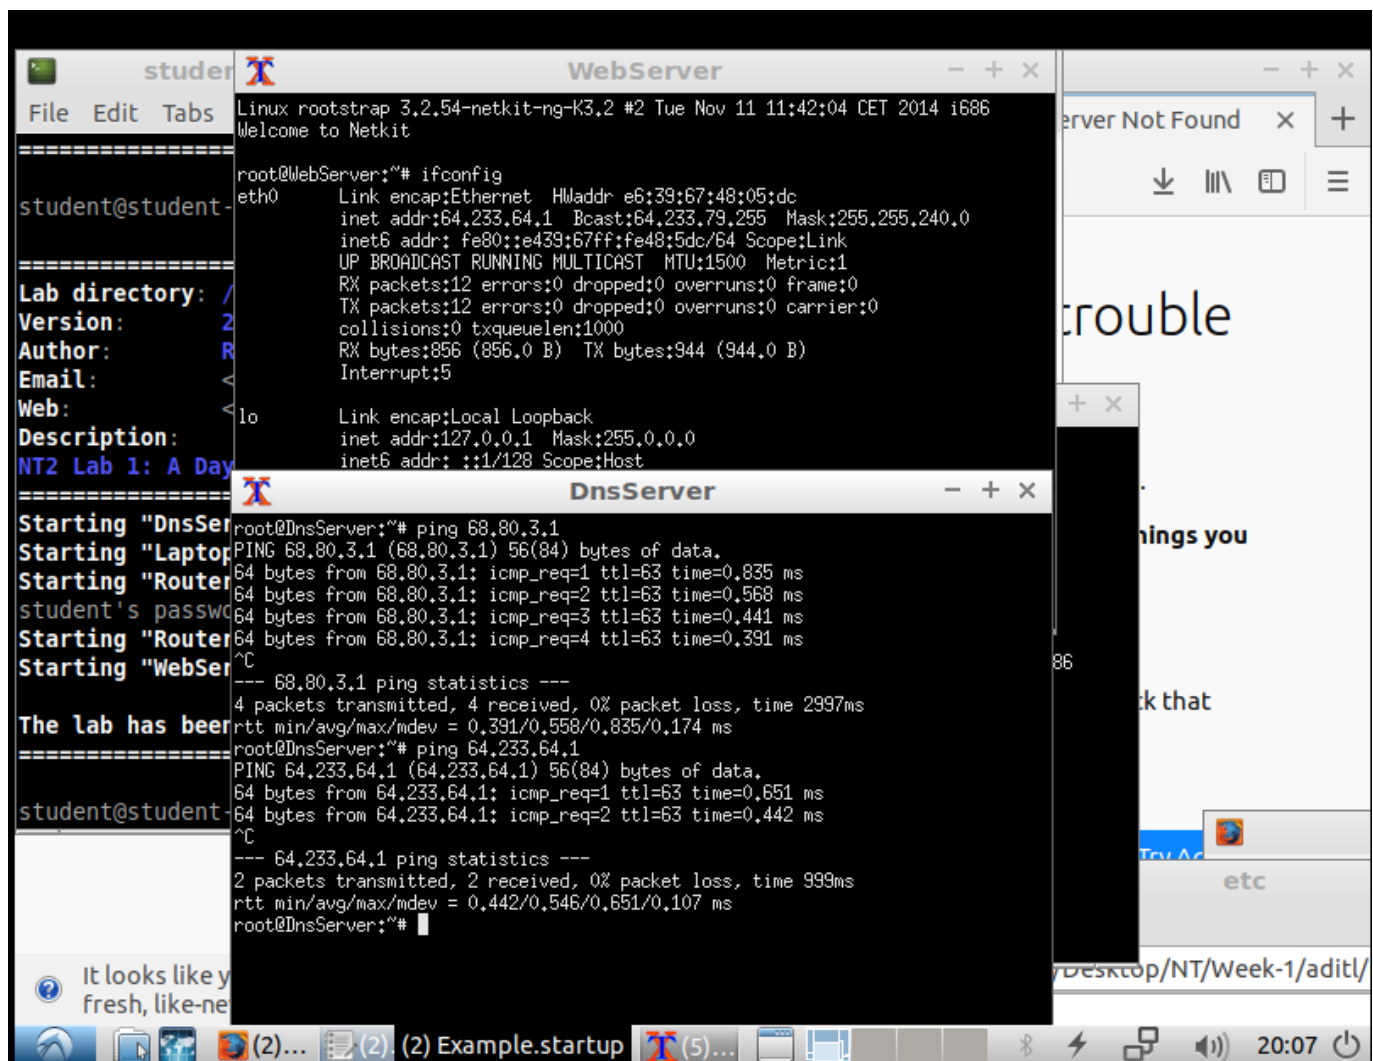 studen
File Edit Tabs
==================
student@student-
==================
Lab directory: /
Version: 2
Author: R
Email: <
Web: <
Description:
NT2 Lab 1: A Day
==================
Starting "DnsSer
Starting "Laptop
Starting "Router
student's passwo
Starting "Router
Starting "WebSer
The lab has been
==================
student@student-
WebServer
Linux rootstrap 3.2.54-netkit-ng-K3.2 #2 Tue Nov 11 11:42:04 CET 2014 i686
Welcome to Netkit
root@WebServer:~# ifconfig
eth0 Link encap:Ethernet HWaddr e6:39:67:48:05:dc
inet addr:64.233.64.1 Bcast:64.233.79.255 Mask:255.255.240.0
inet6 addr: fe80::e439:67ff:fe48:5dc/64 Scope:Link
UP BROADCAST RUNNING MULTICAST MTU:1500 Metric:1
RX packets:12 errors:0 dropped:0 overruns:0 frame:0
TX packets:12 errors:0 dropped:0 overruns:0 carrier:0
collisions:0 txqueuelen:1000
RX bytes:856 (856.0 B) TX bytes:944 (944.0 B)
Interrupt:5
lo Link encap:Local Loopback
inet addr:127.0.0.1 Mask:255.0.0.0
inet6 addr: ::1/128 Scope:Host
DnsServer
root@DnsServer:~# ping 68.80.3.1
PING 68.80.3.1 (68.80.3.1) 56(84) bytes of data.
64 bytes from 68.80.3.1: icmp_req=1 ttl=63 time=0.835 ms
64 bytes from 68.80.3.1: icmp_req=2 ttl=63 time=0.568 ms
64 bytes from 68.80.3.1: icmp_req=3 ttl=63 time=0.441 ms
64 bytes from 68.80.3.1: icmp_req=4 ttl=63 time=0.391 ms
^C
--- 68.80.3.1 ping statistics ---
4 packets transmitted, 4 received, 0% packet loss, time 2997ms
rtt min/avg/max/mdev = 0.391/0.558/0.835/0.174 ms
root@DnsServer:~# ping 64.233.64.1
PING 64.233.64.1 (64.233.64.1) 56(84) bytes of data.
64 bytes from 64.233.64.1: icmp_req=1 ttl=63 time=0.651 ms
64 bytes from 64.233.64.1: icmp_req=2 ttl=63 time=0.442 ms
^C
--- 64.233.64.1 ping statistics ---
2 packets transmitted, 2 received, 0% packet loss, time 999ms
rtt min/avg/max/mdev = 0.442/0.546/0.651/0.107 ms
root@DnsServer:~#
erver Not Found
trouble
.
hings you
86
ck that
Try Ag
etc
/Desktop/NT/Week-1/aditl/
It looks like y
fresh, like-ne
(2)... (2) (2) Example.startup (5)... 20:07